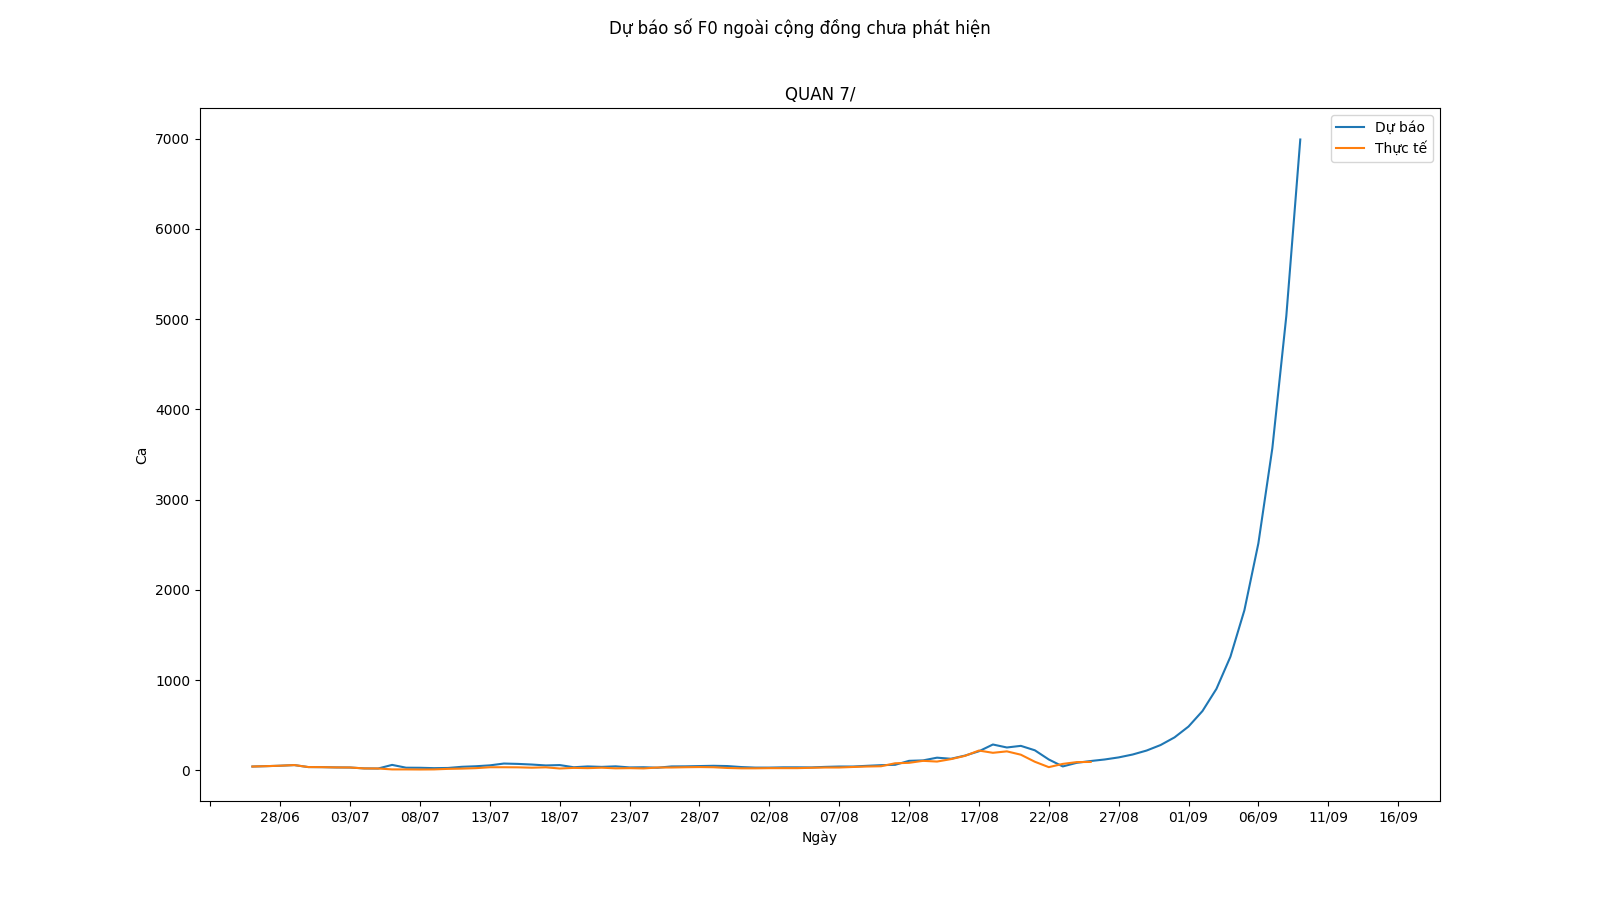 Dự báo số F0 ngoài cộng đồng chưa phát hiện
QUAN 7/
Dự báo
Thực tế
7000
6000
5000
4000
3000
2000
1000
0
Ca
28/06 03/07 08/07 13/07 18/07 23/07 28/07 02/08 07/08 12/08 17/08 22/08 27/08 01/09 06/09 11/09 16/09
Ngày